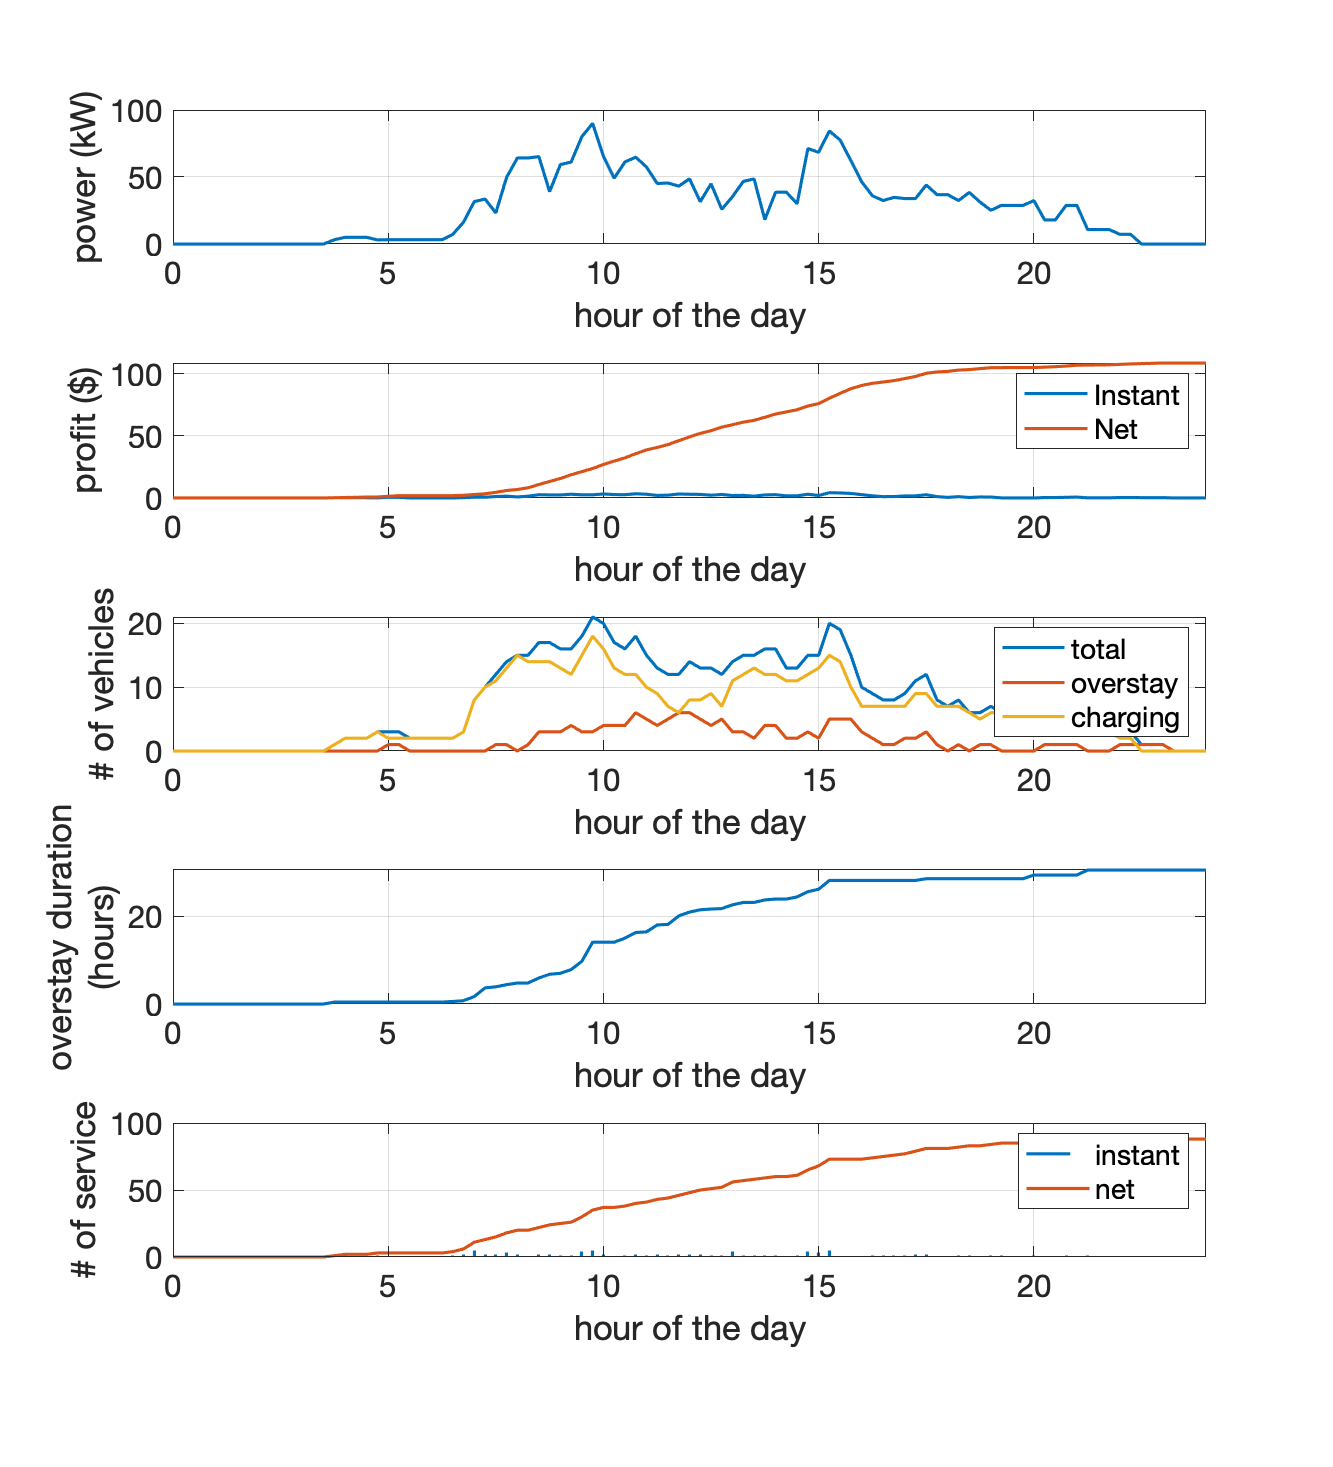 power (kW)
100
50
0
0 5 10 15 20
hour of the day
profit ($)
100
50
0
Instant
Net
0 5 10 15 20
hour of the day
# of vehicles
20
10
0
total
overstay
charging
0 5 10 15 20
hour of the day
overstay duration
(hours)
20
0
0 5 10 15 20
hour of the day
# of service
100
50
0
instant
net
0 5 10 15 20
hour of the day